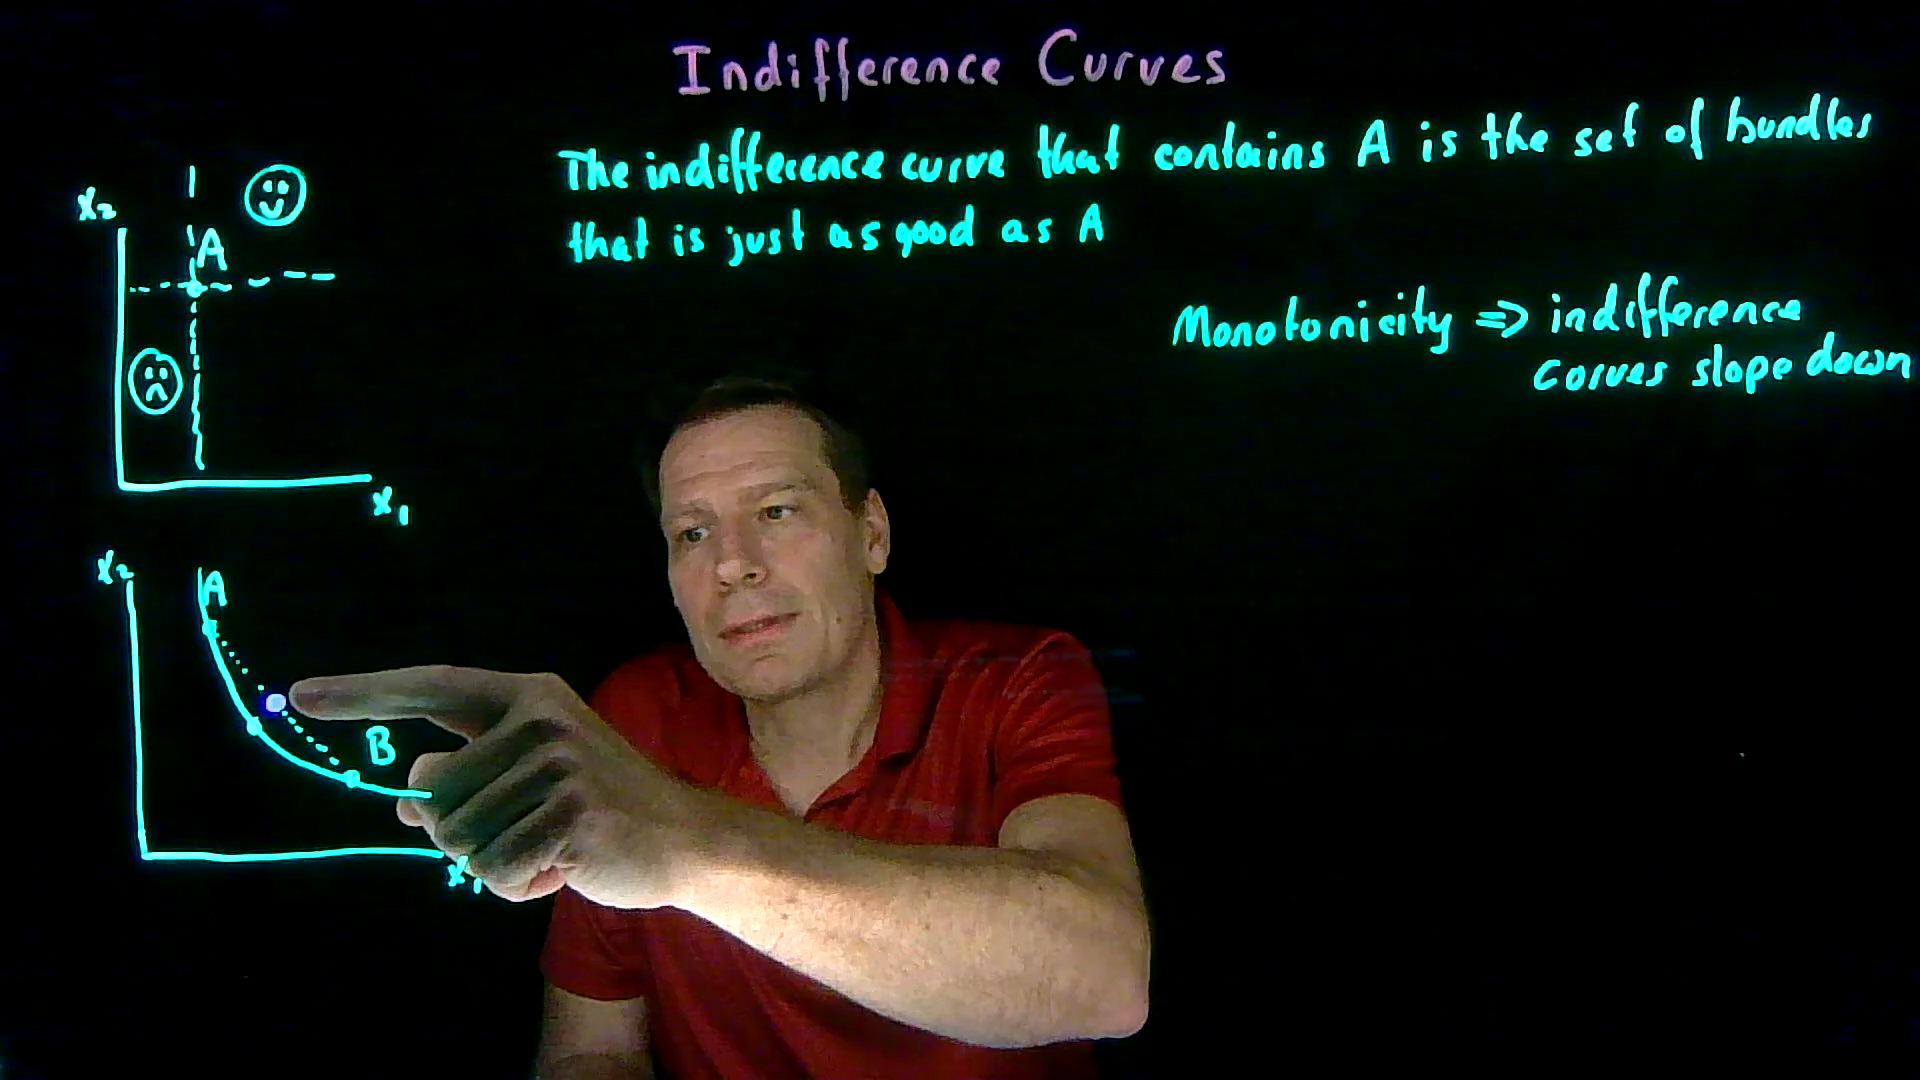 Indifference Curves
The indifference curve that contains A is the set of bundles
that is just as good as A
Monotonicity => indifference
curves slope down
x₂
A
x₁
x₂
A
B
x₁